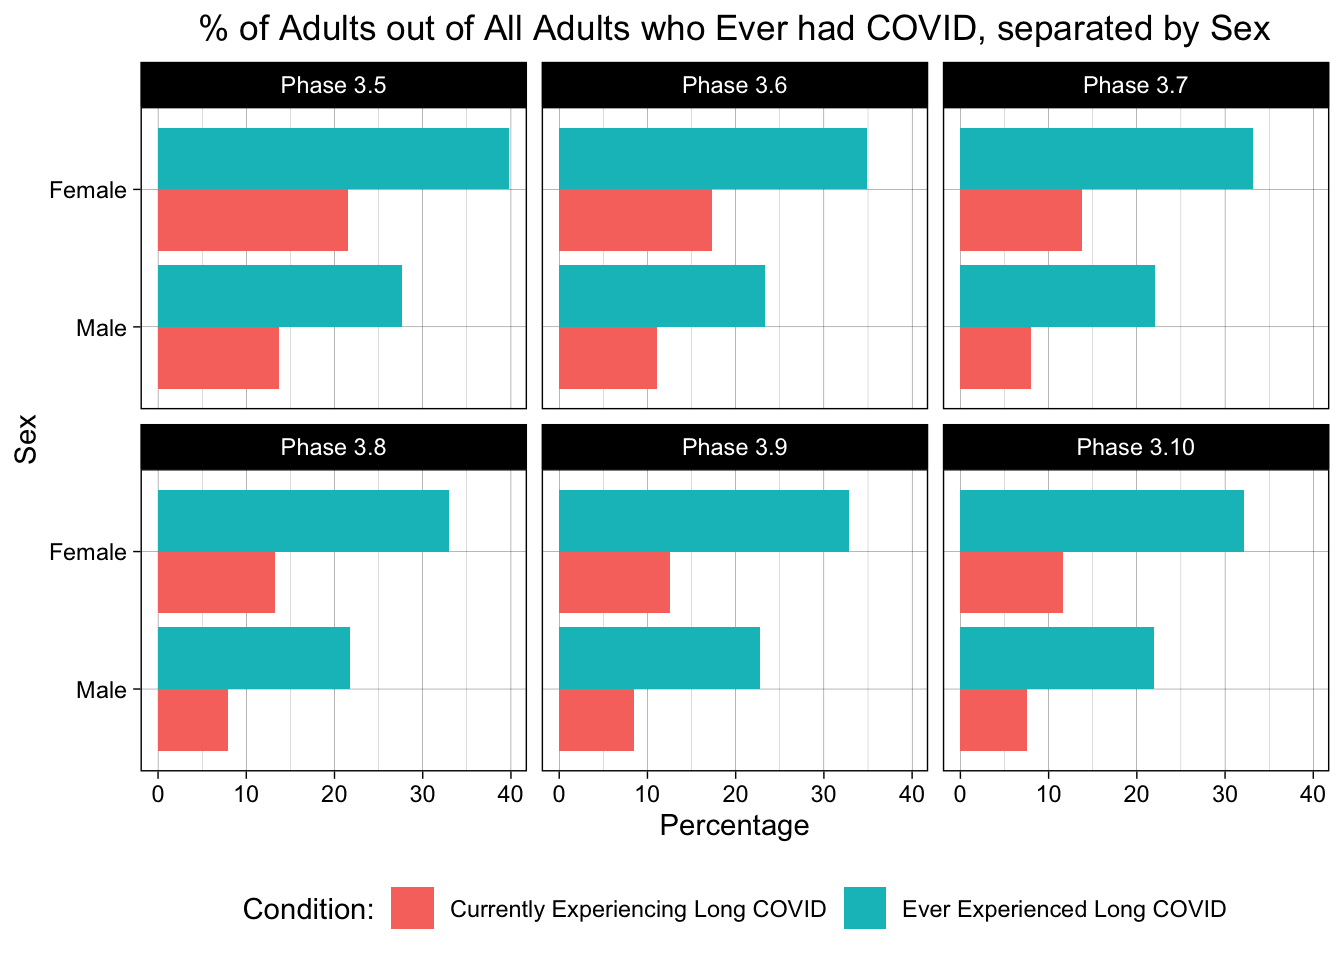 % of Adults out of All Adults who Ever had COVID, separated by Sex
Phase 3.5
Phase 3.6
Phase 3.7
Female
Male
Sex
Phase 3.8
Phase 3.9
Phase 3.10
Female
Male
0 10 20 30 40
0 10 20 30 40
0 10 20 30 40
Percentage
Condition: Currently Experiencing Long COVID Ever Experienced Long COVID